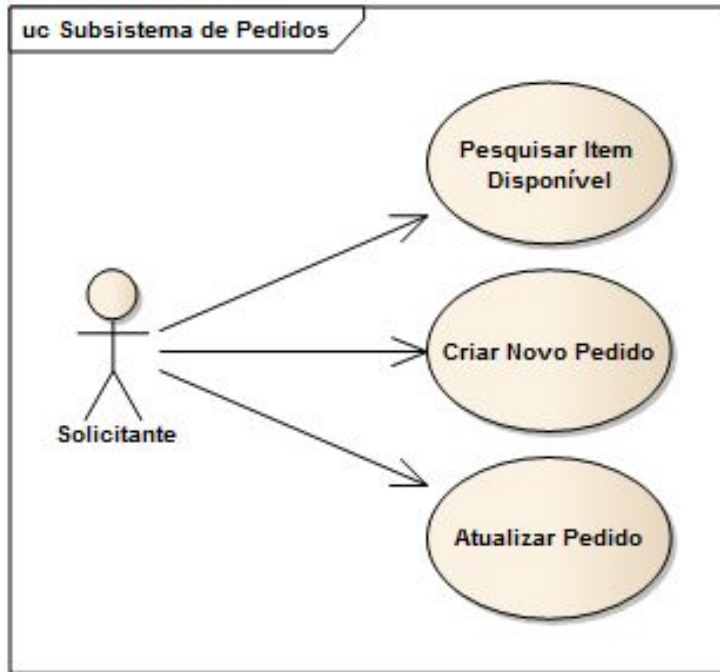 uc Subsistema de Pedidos
Pesquisar Item
Disponível
Criar Novo Pedido
Solicitante
Atualizar Pedido